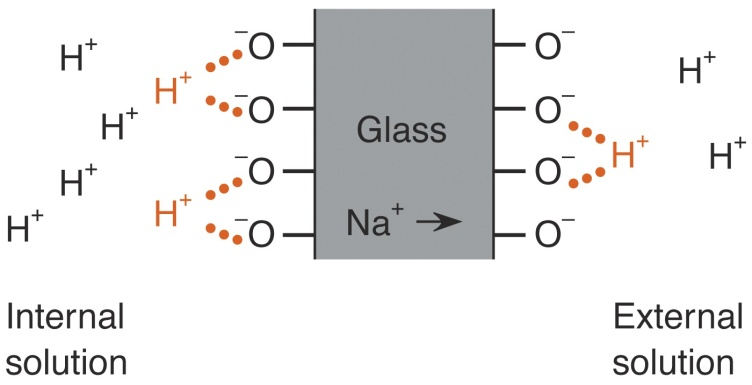 H⁺
H⁺
H⁺
H⁺
H⁺
H⁺
⁻O
⁻O
⁻O
⁻O
Glass
Na⁺
O⁻
O⁻
O⁻
O⁻
H⁺
H⁺
H⁺
Internal
solution
External
solution